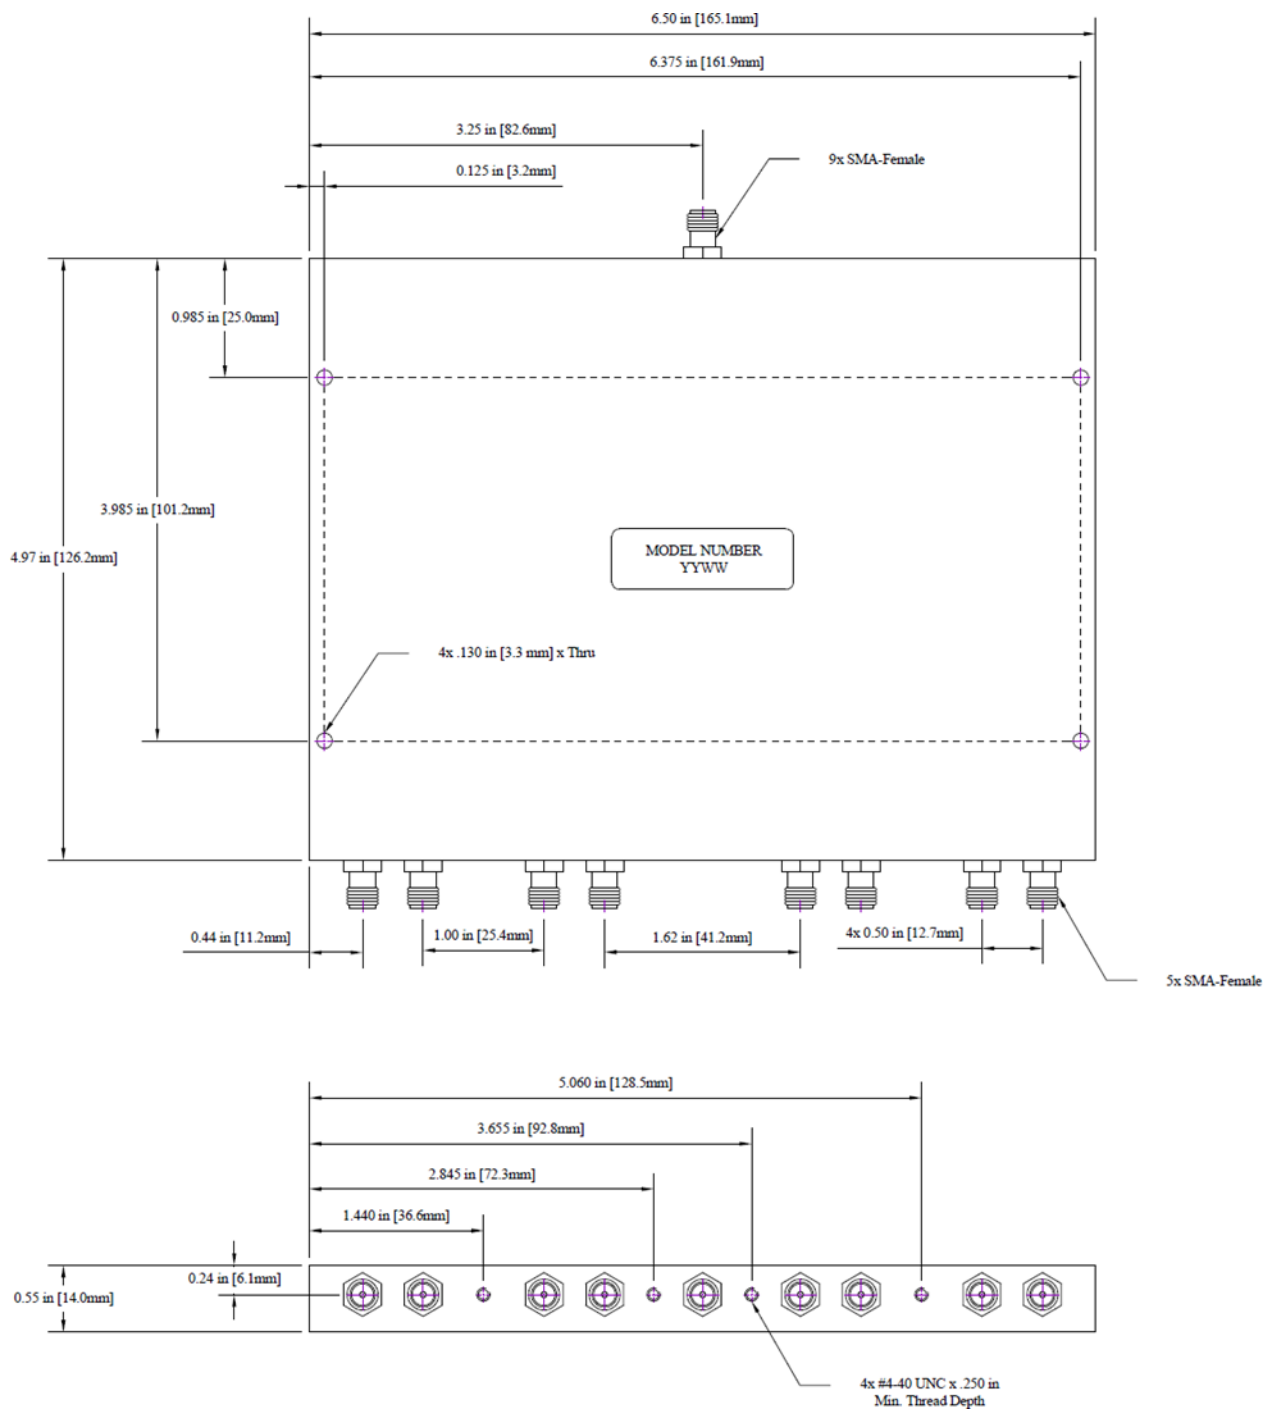 6.50 in [165.1mm]
6.375 in [161.9mm]
3.25 in [82.6mm]
9x SMA-Female
0.125 in [3.2mm]
0.985 in [25.0mm]
3.985 in [101.2mm]
4.97 in [126.2mm]
MODEL NUMBER
YYWW
4x .130 in [3.3 mm] x Thru
0.44 in [11.2mm]
1.00 in [25.4mm]
1.62 in [41.2mm]
4x 0.50 in [12.7mm]
5x SMA-Female
5.060 in [128.5mm]
3.655 in [92.8mm]
2.845 in [72.3mm]
1.440 in [36.6mm]
0.24 in [6.1mm]
0.55 in [14.0mm]
4x #4-40 UNC x .250 in
Min. Thread Depth